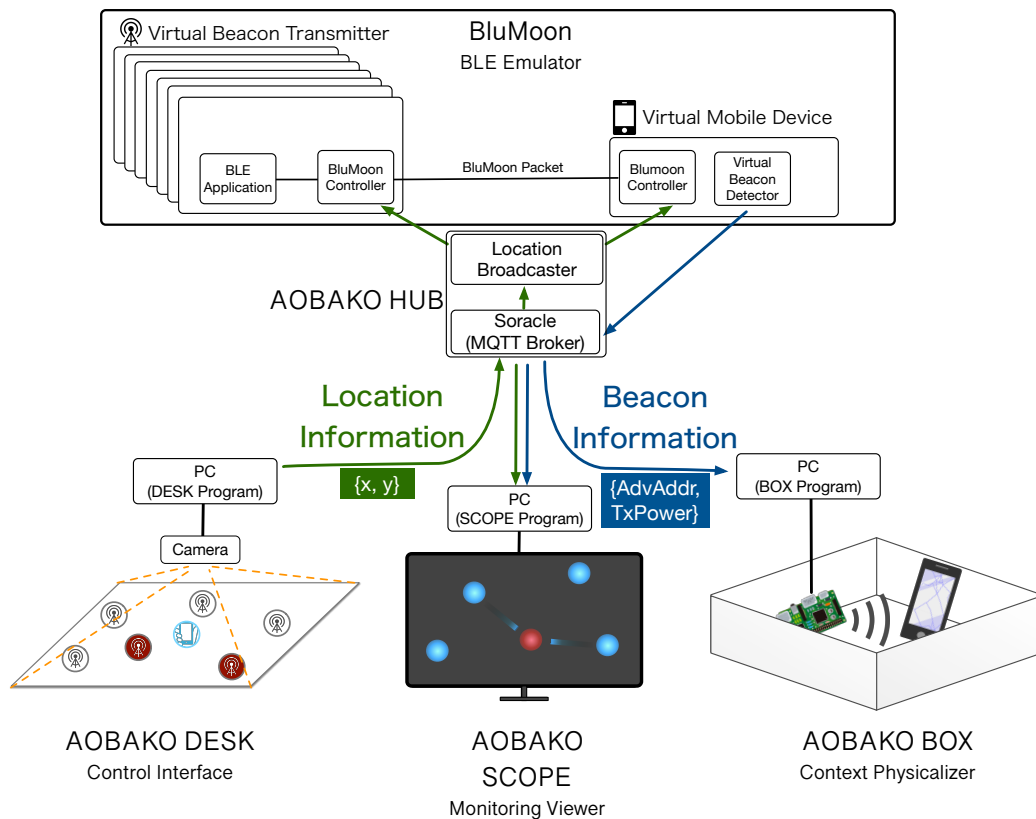 Virtual Beacon Transmitter
BluMoon
BLE Emulator
Virtual Mobile Device
BLE
Application
BluMoon
Controller
BluMoon Packet
Blumoon
Controller
Virtual
Beacon
Detector
Location
Broadcaster
AOBAKO HUB
Soracle
(MQTT Broker)
Location
Information
Beacon
Information
{x, y}
{AdvAddr,
TxPower}
PC
(DESK Program)
PC
(SCOPE Program)
PC
(BOX Program)
Camera
AOBAKO DESK
Control Interface
AOBAKO
SCOPE
Monitoring Viewer
AOBAKO BOX
Context Physicalizer